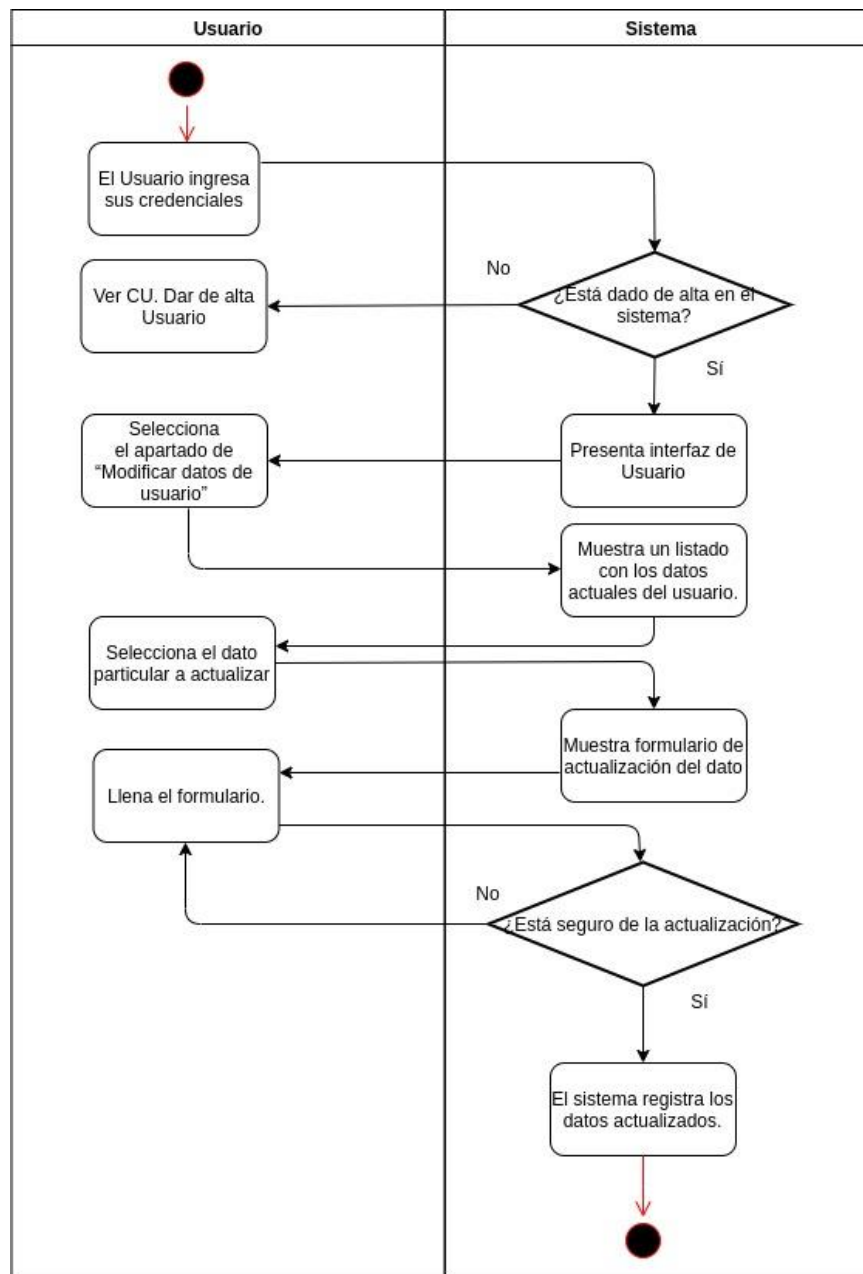 Usuario
Sistema
El Usuario ingresa
sus credenciales
No
¿Está dado de alta en el
sistema?
Ver CU. Dar de alta
Usuario
Sí
Selecciona
el apartado de
“Modificar datos de
usuario”
Presenta interfaz de
Usuario
Muestra un listado
con los datos
actuales del usuario.
Selecciona el dato
particular a actualizar
Muestra formulario de
actualización del dato
Llena el formulario.
No
¿Está seguro de la actualización?
Sí
El sistema registra los
datos actualizados.